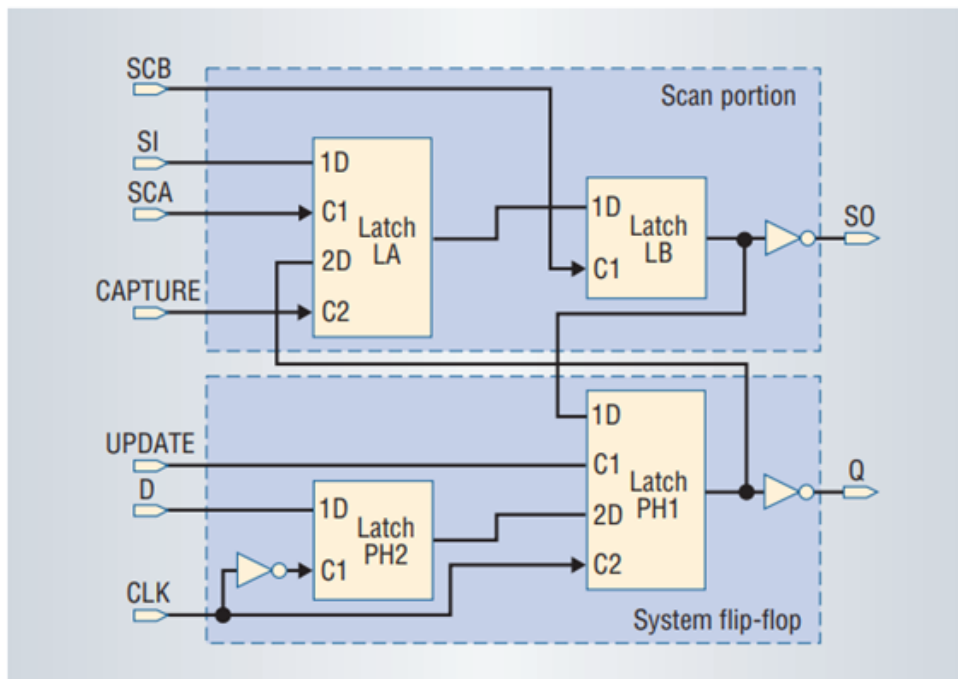 SCB
Scan portion
SI
1D
SCA
C1
Latch
LA
2D
CAPTURE
C2
1D
Latch
LB
C1
SO
UPDATE
D
1D
Latch
PH2
C1
CLK
1D
C1
Latch
PH1
2D
C2
Q
System flip-flop